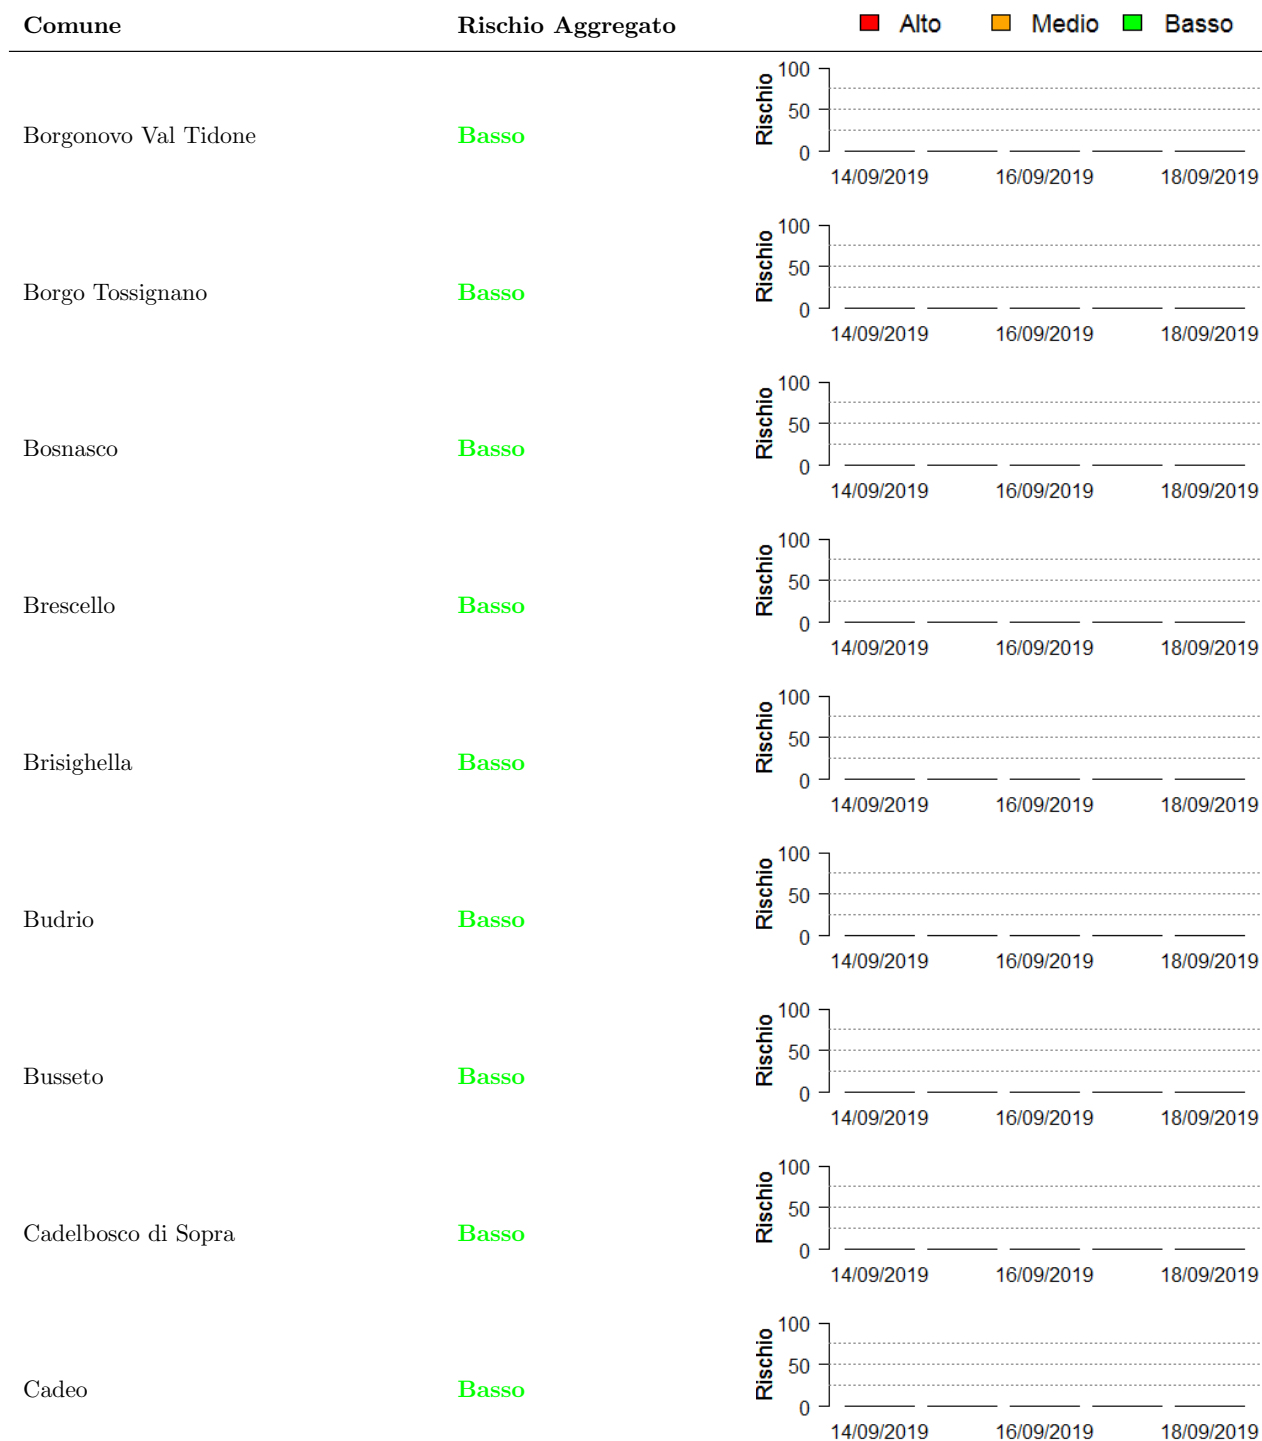 Comune Rischio Aggregato Alto Medio Basso
Borgonovo Val Tidone Basso
Rischio
100
50
0
14/09/2019 16/09/2019 18/09/2019
Borgo Tossignano Basso
Rischio
100
50
0
14/09/2019 16/09/2019 18/09/2019
Bosnasco Basso
Rischio
100
50
0
14/09/2019 16/09/2019 18/09/2019
Brescello Basso
Rischio
100
50
0
14/09/2019 16/09/2019 18/09/2019
Brisighella Basso
Rischio
100
50
0
14/09/2019 16/09/2019 18/09/2019
Budrio Basso
Rischio
100
50
0
14/09/2019 16/09/2019 18/09/2019
Busseto Basso
Rischio
100
50
0
14/09/2019 16/09/2019 18/09/2019
Cadelbosco di Sopra Basso
Rischio
100
50
0
14/09/2019 16/09/2019 18/09/2019
Cadeo Basso
Rischio
100
50
0
14/09/2019 16/09/2019 18/09/2019